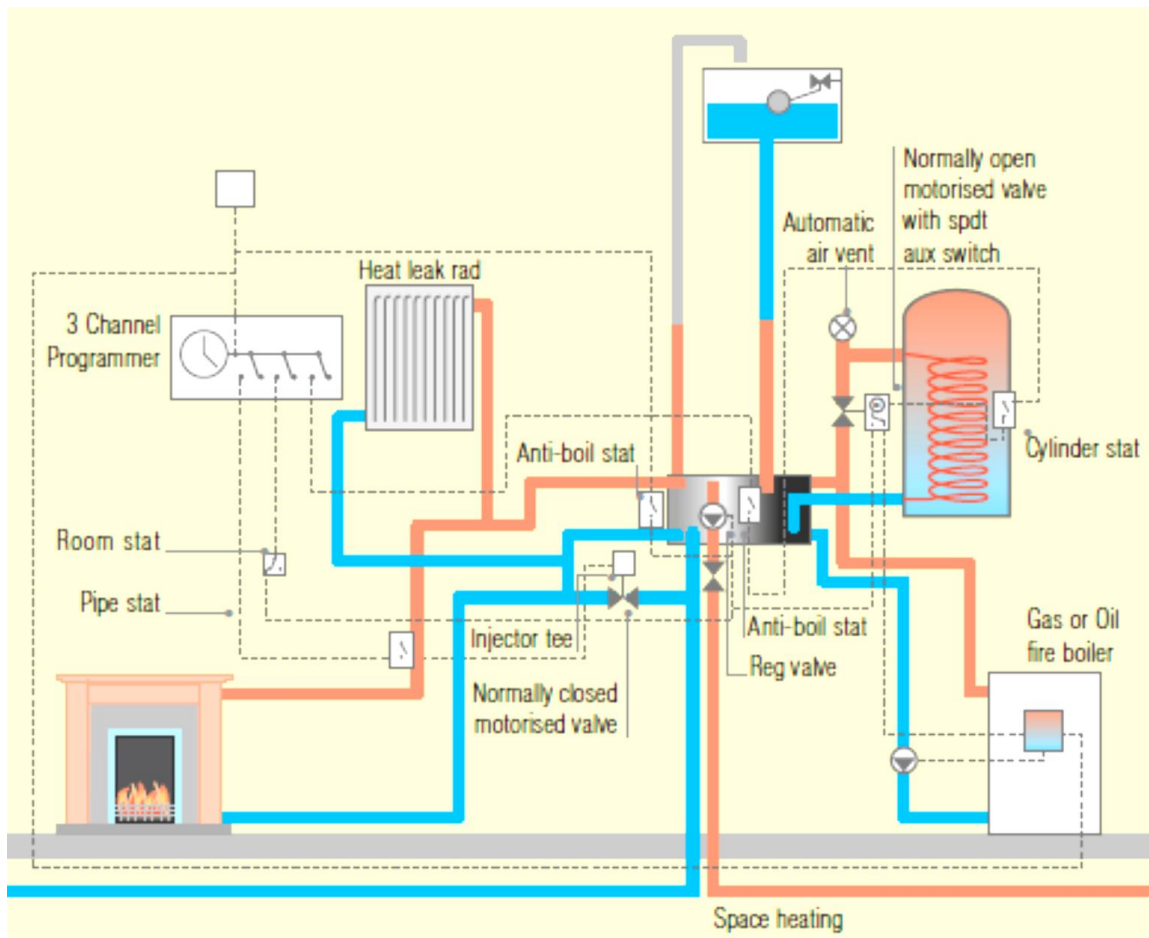 Normally open
motorised valve
with spdt
aux switch
Automatic
air vent
Heat leak rad
3 Channel
Programmer
Anti-boil stat
Cylinder stat
Room stat
Pipe stat
Injector tee
Anti-boil stat
Reg valve
Gas or Oil
fire boiler
Normally closed
motorised valve
Space heating